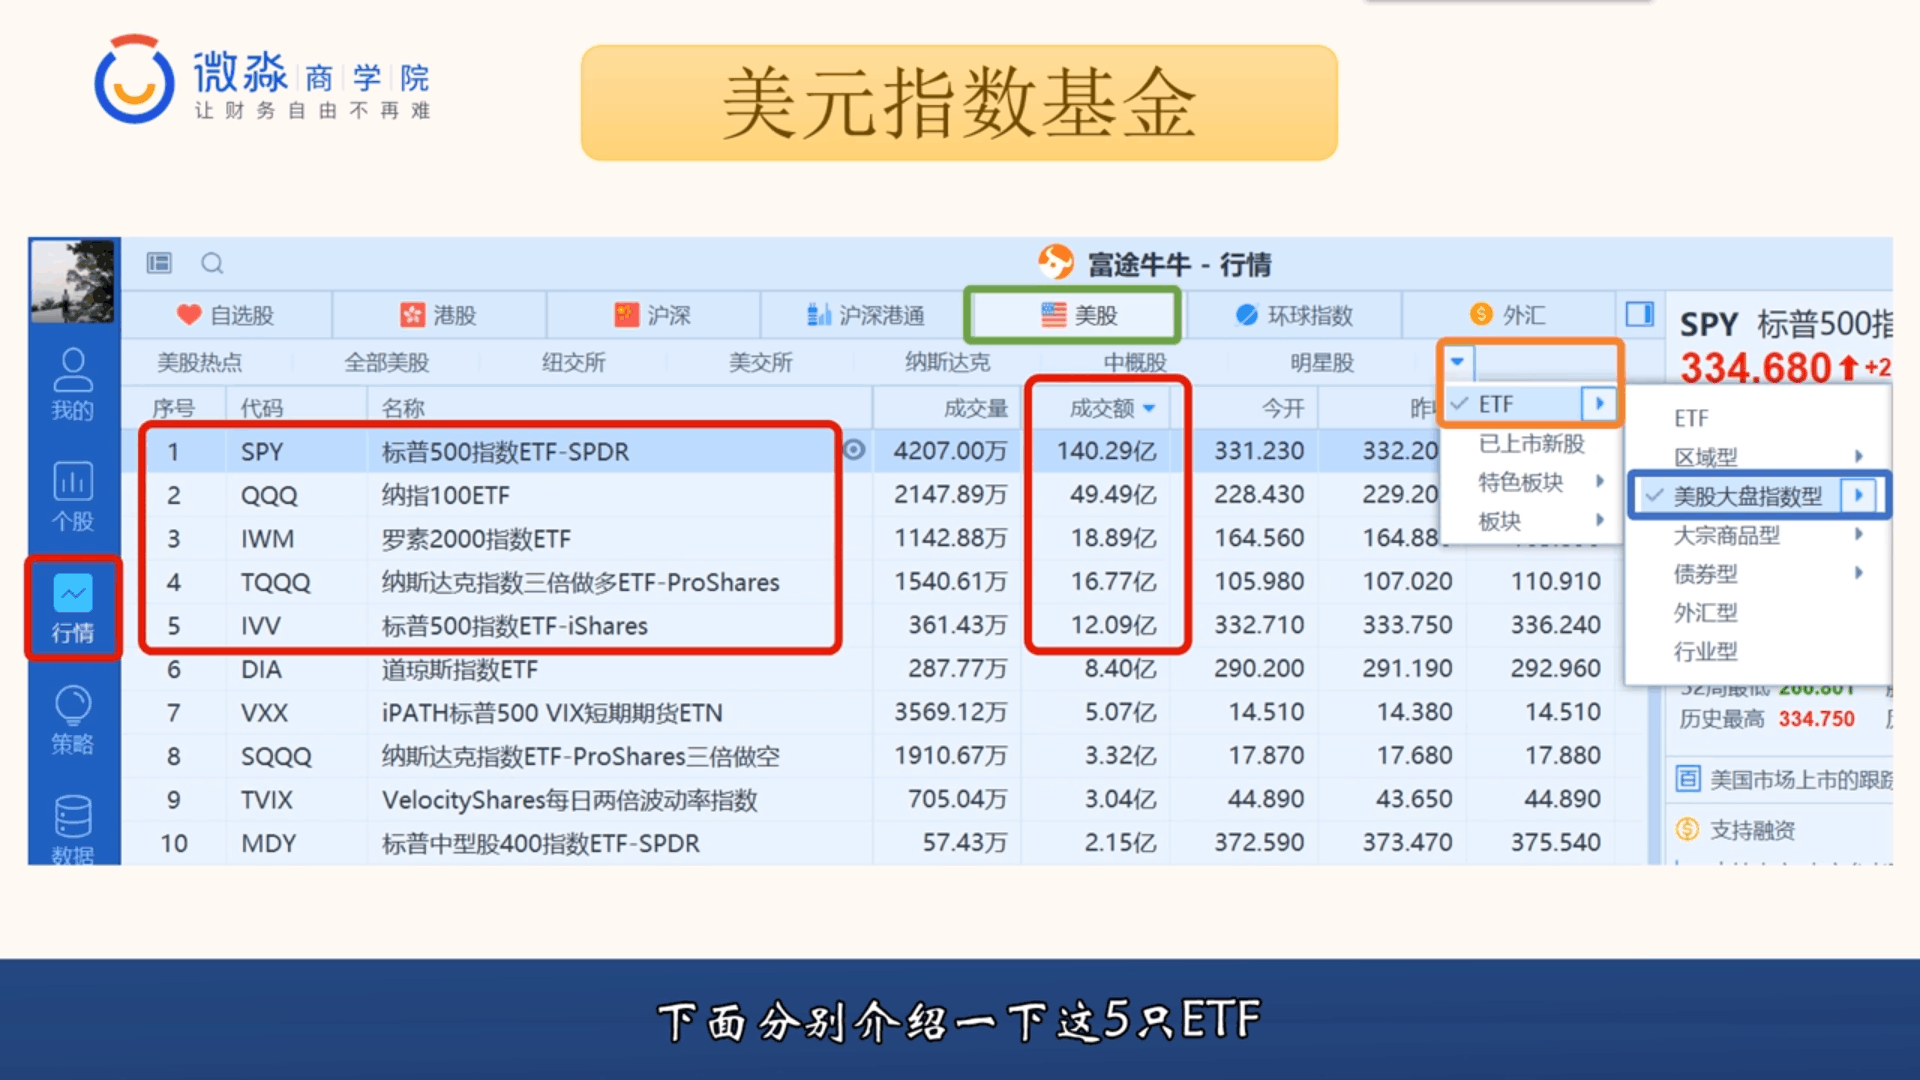 微淼 商 学 院
让财务自由不再难
美元指数基金
富途牛牛 - 行情
自选股 港股 沪深 沪深港通 美股 环球指数 外汇
美股热点 全部美股 纽交所 美交所 纳斯达克 中概股 明星股
序号 代码 名称 成交量 成交额 今开
1 SPY 标普500指数ETF-SPDR 4207.00万 140.29亿 331.230 332.20
2 QQQ 纳指100ETF 2147.89万 49.49亿 228.430 229.20
3 IWM 罗素2000指数ETF 1142.88万 18.89亿 164.560 164.88
4 TQQQ 纳斯达克指数三倍做多ETF-ProShares 1540.61万 16.77亿 105.980 107.020 110.910
5 IVV 标普500指数ETF-iShares 361.43万 12.09亿 332.710 333.750 336.240
6 DIA 道琼斯指数ETF 287.77万 8.40亿 290.200 291.190 292.960
7 VXX iPATH标普500 VIX短期期货ETN 3569.12万 5.07亿 14.510 14.380 14.510
8 SQQQ 纳斯达克指数ETF-ProShares三倍做空 1910.67万 3.32亿 17.870 17.680 17.880
9 TVIX VelocityShares每日两倍波动率指数 705.04万 3.04亿 44.890 43.650 44.890
10 MDY 标普中型股400指数ETF-SPDR 57.43万 2.15亿 372.590 373.470 375.540
我的
个股
行情
策略
数据
ETF
已上市新股
特色板块
板块
ETF
区域型
美股大盘指数型
大宗商品型
债券型
外汇型
行业型
SPY 标普500指
334.680 +2
历史最高 334.750
美国市场上市的跟踪
支持融资
下面分别介绍一下这5只ETF